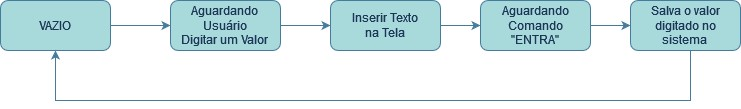 VAZIO
Aguardando
Usuário
Digitar um Valor
Inserir Texto
na Tela
Aguardando
Comando
"ENTRA"
Salva o valor
digitado no
sistema